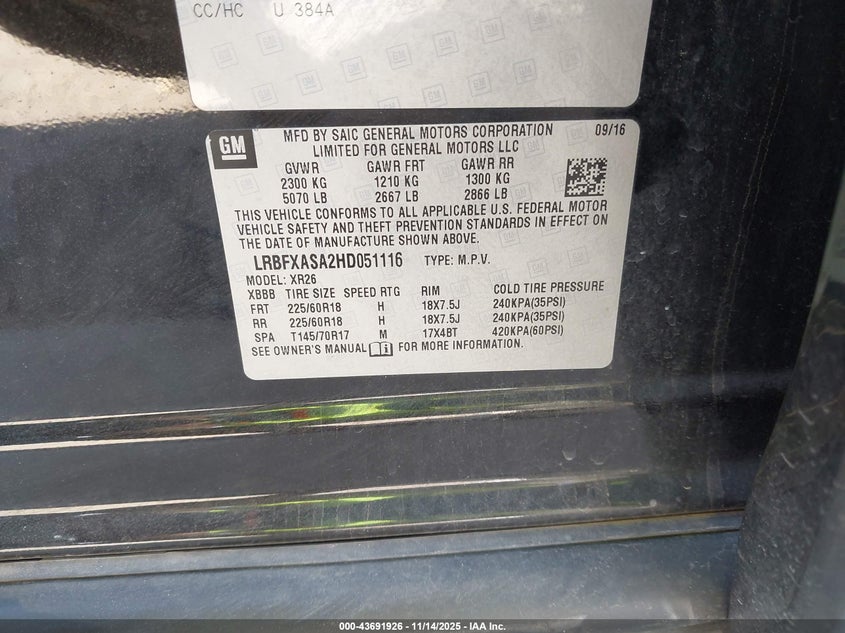 CC/HC U 384A
GM
MFD BY SAIC GENERAL MOTORS CORPORATION 09/16
LIMITED FOR GENERAL MOTORS LLC
GVWR GAWR FRT GAWR RR
2300 KG 1210 KG 1300 KG
5070 LB 2667 LB 2866 LB
THIS VEHICLE CONFORMS TO ALL APPLICABLE U.S. FEDERAL MOTOR
VEHICLE SAFETY AND THEFT PREVENTION STANDARDS IN EFFECT ON
THE DATE OF MANUFACTURE SHOWN ABOVE.
LRBFXASA2HD051116 TYPE: M.P.V.
MODEL: XR26
XBBB TIRE SIZE SPEED RTG RIM COLD TIRE PRESSURE
FRT 225/60R18 H 18X7.5J 240KPA(35PSI)
RR 225/60R18 H 18X7.5J 240KPA(35PSI)
SPA T145/70R17 M 17X4BT 420KPA(60PSI)
SEE OWNER'S MANUAL FOR MORE INFORMATION.
000-43691926 - 11/14/2025 - IAA Inc.